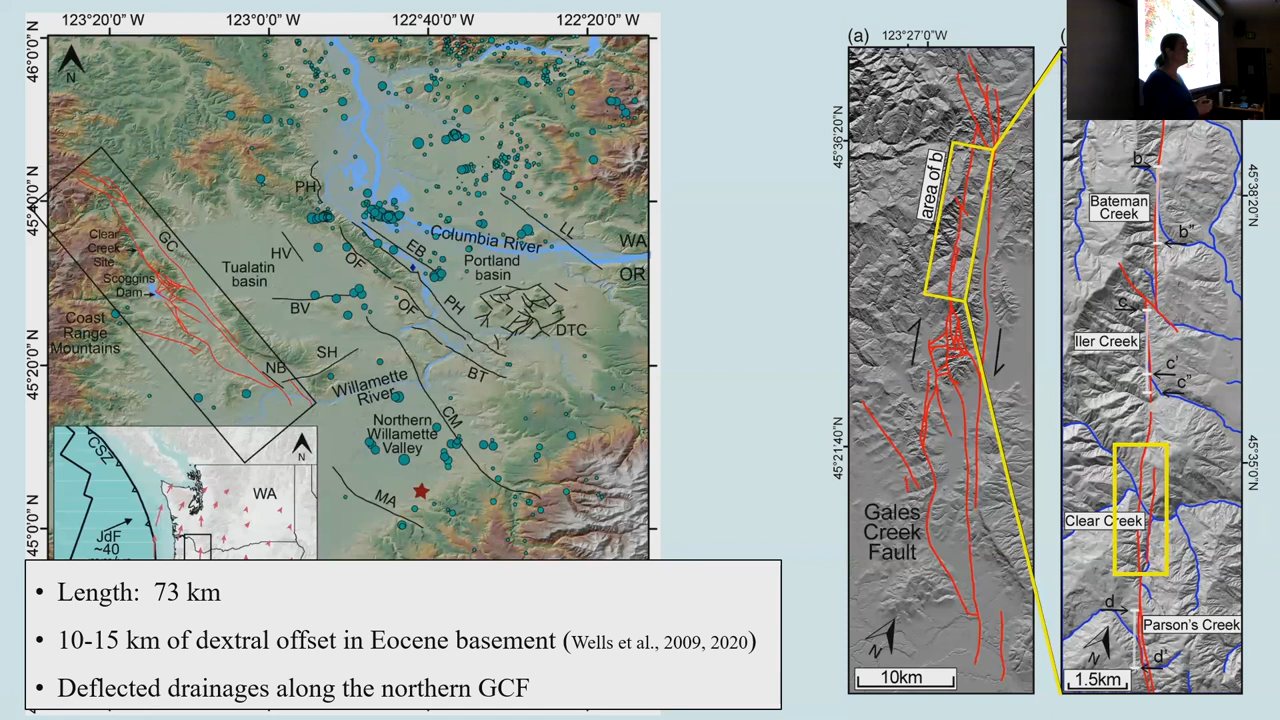 123°20'0" W
123°0'0" W
122°40'0" W
122°20'0" W
46°0'0" N
45°40'0" N
45°20'0" N
45°0'0" N
N
PH
LL
WA
OR
Columbia River
EB
Portland
basin
GC
Clear
Creek
Site
HV
OF
Tualatin
basin
Scoggins
Dam
BV
OF
PH
DTC
Coast
Range
Mountains
SH
NB
BT
Willamette
River
CM
Northern
Willamette
Valley
MA
CSZ
N
WA
JdF
~40
• Length: 73 km
• 10-15 km of dextral offset in Eocene basement (Wells et al., 2009, 2020)
• Deflected drainages along the northern GCF
(a)
123°27'0"W
45°36'20"N
45°21'40"N
area of b
Gales
Creek
Fault
N
10km
(
b
Bateman
Creek
b"
45°38'20"N
c
Iler Creek
c'
c"
45°35'0"N
Clear Creek
d
Parson's Creek
d'
N
1.5km